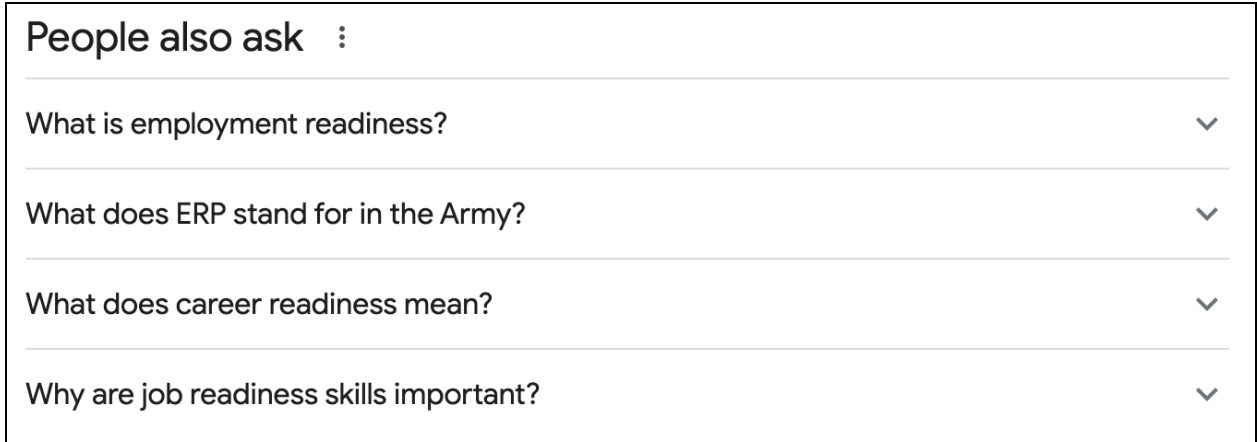 People also ask
What is employment readiness?
What does ERP stand for in the Army?
What does career readiness mean?
Why are job readiness skills important?